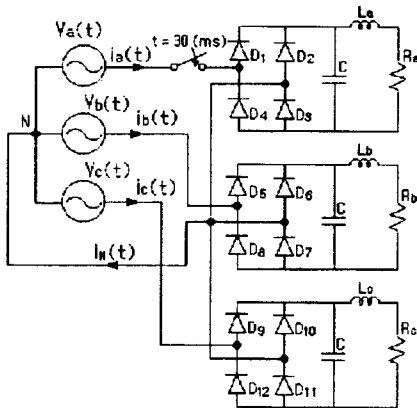 Va(t)
ia(t)
t = 30 (ms)
D1
D2
D4
D3
C
La
Ra
N
Vb(t)
ib(t)
D5
D6
D8
D7
C
Lb
Rb
Vc(t)
ic(t)
iN(t)
D9
D10
D12
D11
C
Lc
Rc